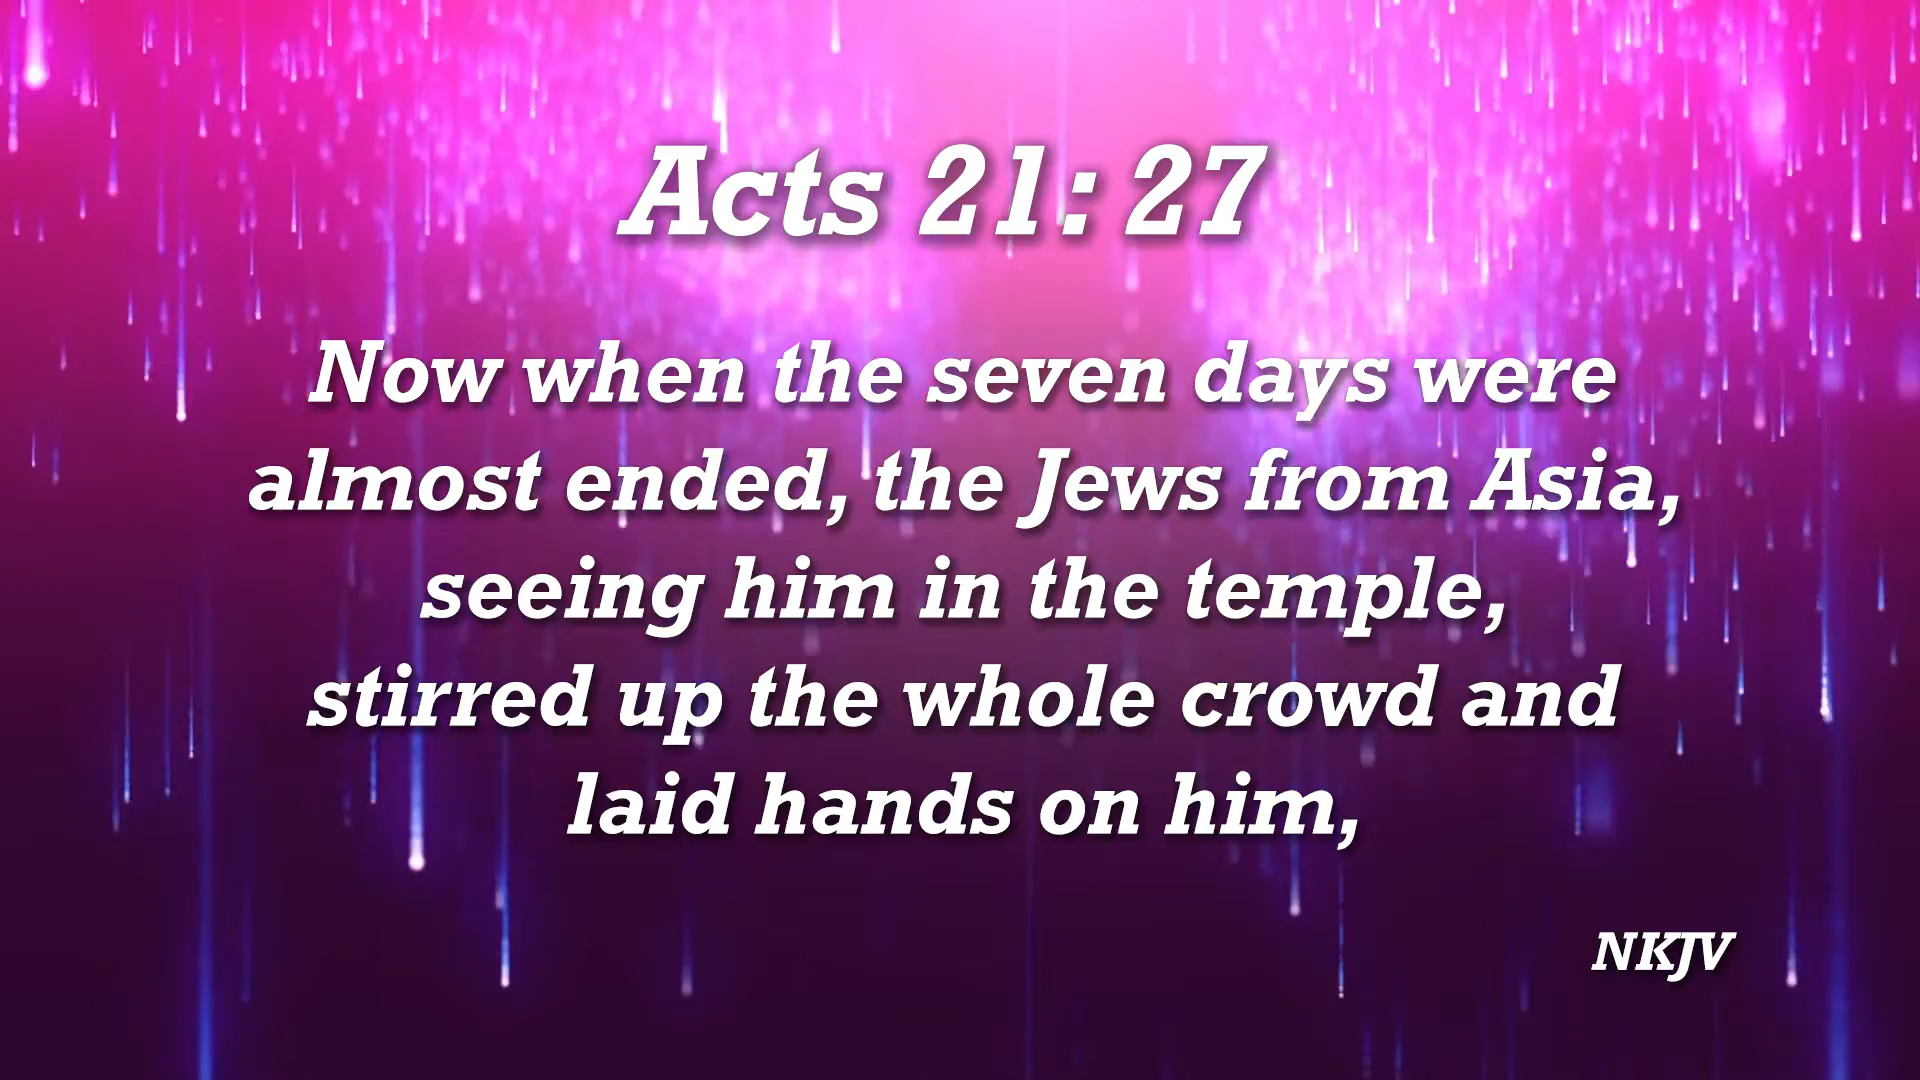 Acts 21: 27
Now when the seven days were
almost ended, the Jews from Asia,
seeing him in the temple,
stirred up the whole crowd and
laid hands on him,
NKJV